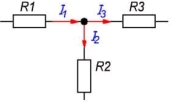 R1 I₁ I₃ R3
I₂
R2